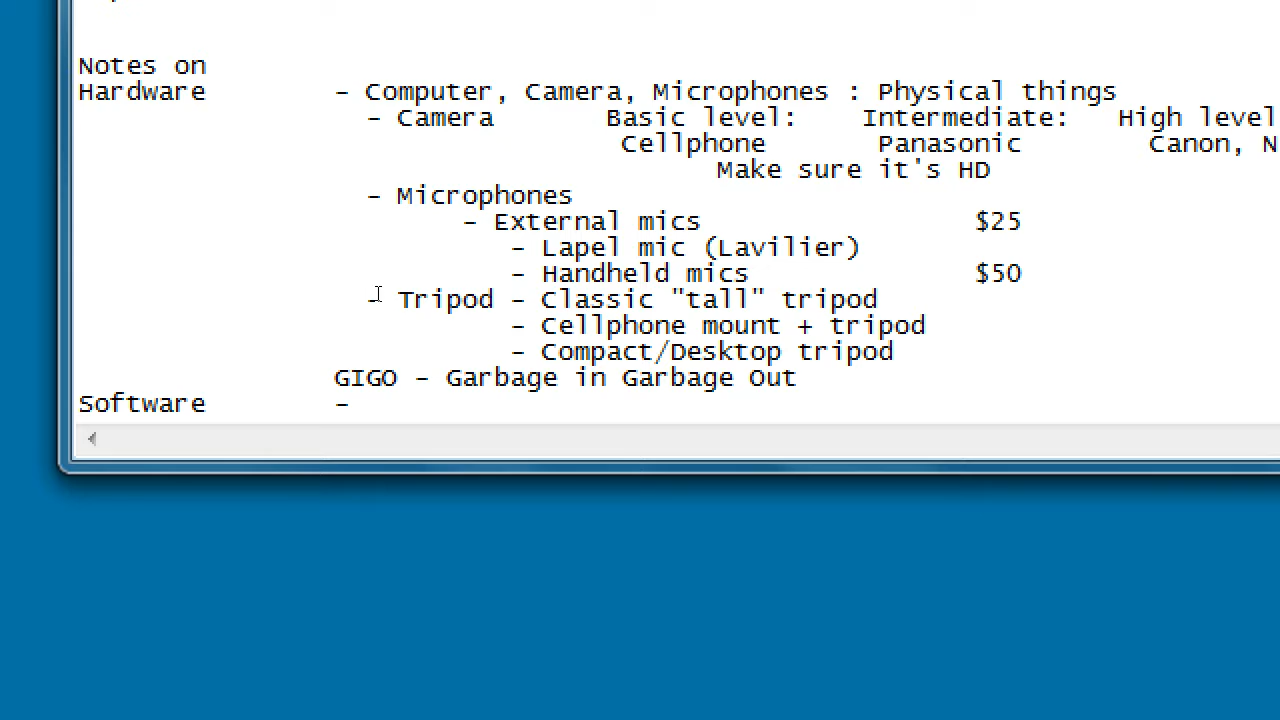 Notes on
Hardware - Computer, Camera, Microphones : Physical things
- Camera Basic level: Intermediate: High level
Cellphone Panasonic Canon, N
Make sure it's HD
- Microphones
- External mics $25
- Lapel mic (Lavilier)
- Handheld mics $50
- Tripod - Classic "tall" tripod
- Cellphone mount + tripod
- Compact/Desktop tripod
GIGO - Garbage in Garbage Out
Software -